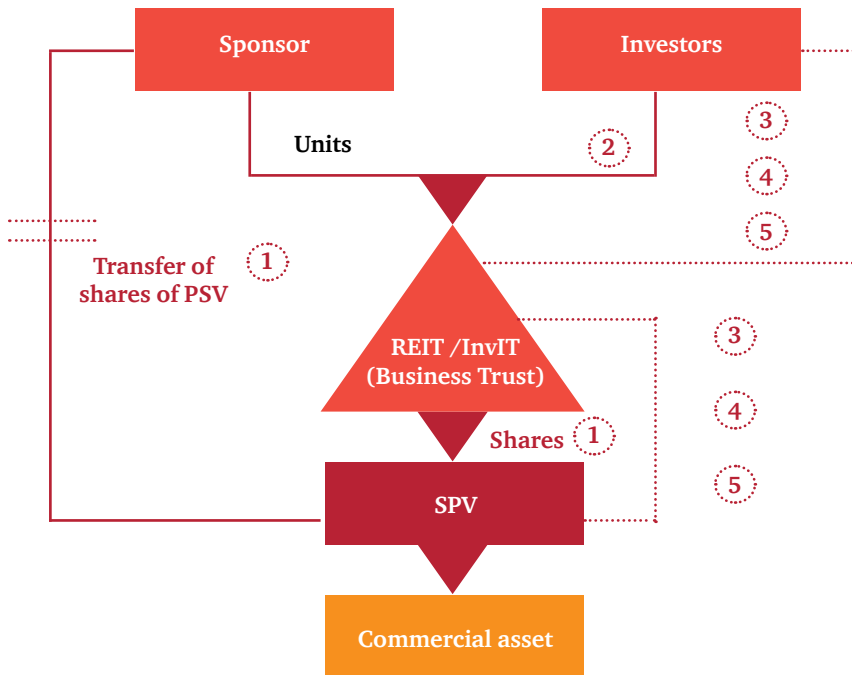 Sponsor
Investors
3
Units
2
4
5
1
Transfer of
shares of PSV
REIT /InvIT
(Business Trust)
3
4
Shares
1
5
SPV
Commercial asset